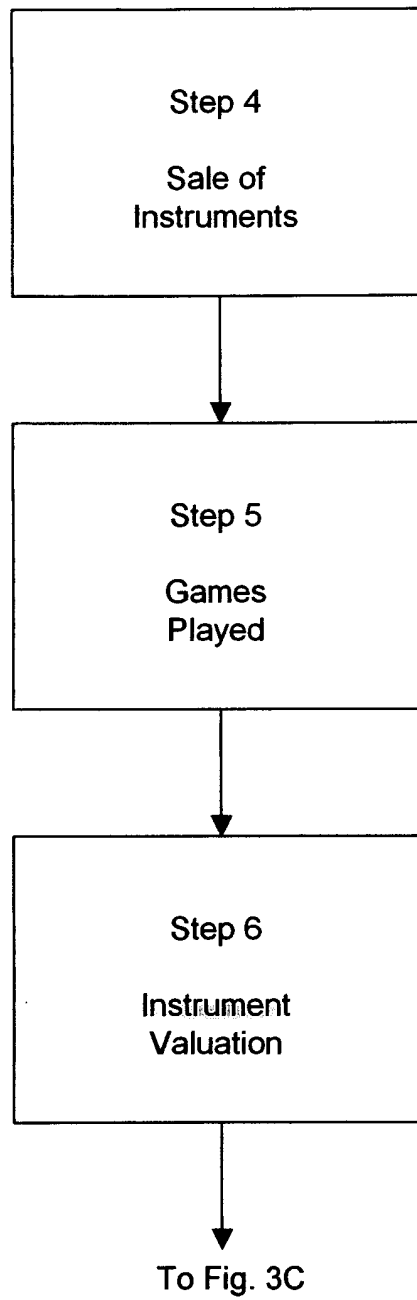 Step 4
Sale of
Instruments
Step 5
Games
Played
Step 6
Instrument
Valuation
To Fig. 3C